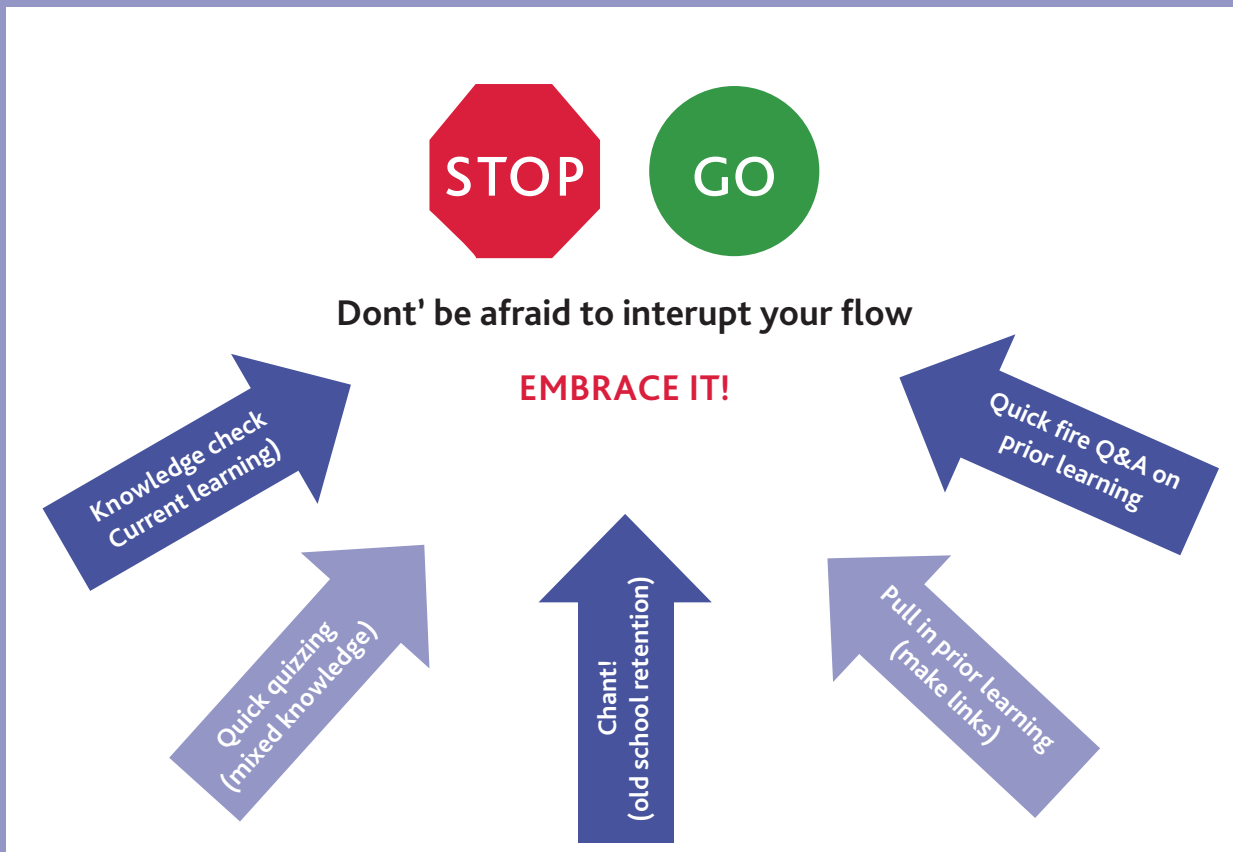 STOP
GO
Dont' be afraid to interupt your flow
EMBRACE IT!
Knowledge check
Current learning)
Quick quizzing
(mixed knowledge)
Chant!
(old school retention)
Pull in prior learning
(make links)
Quick fire Q&A on
prior learning